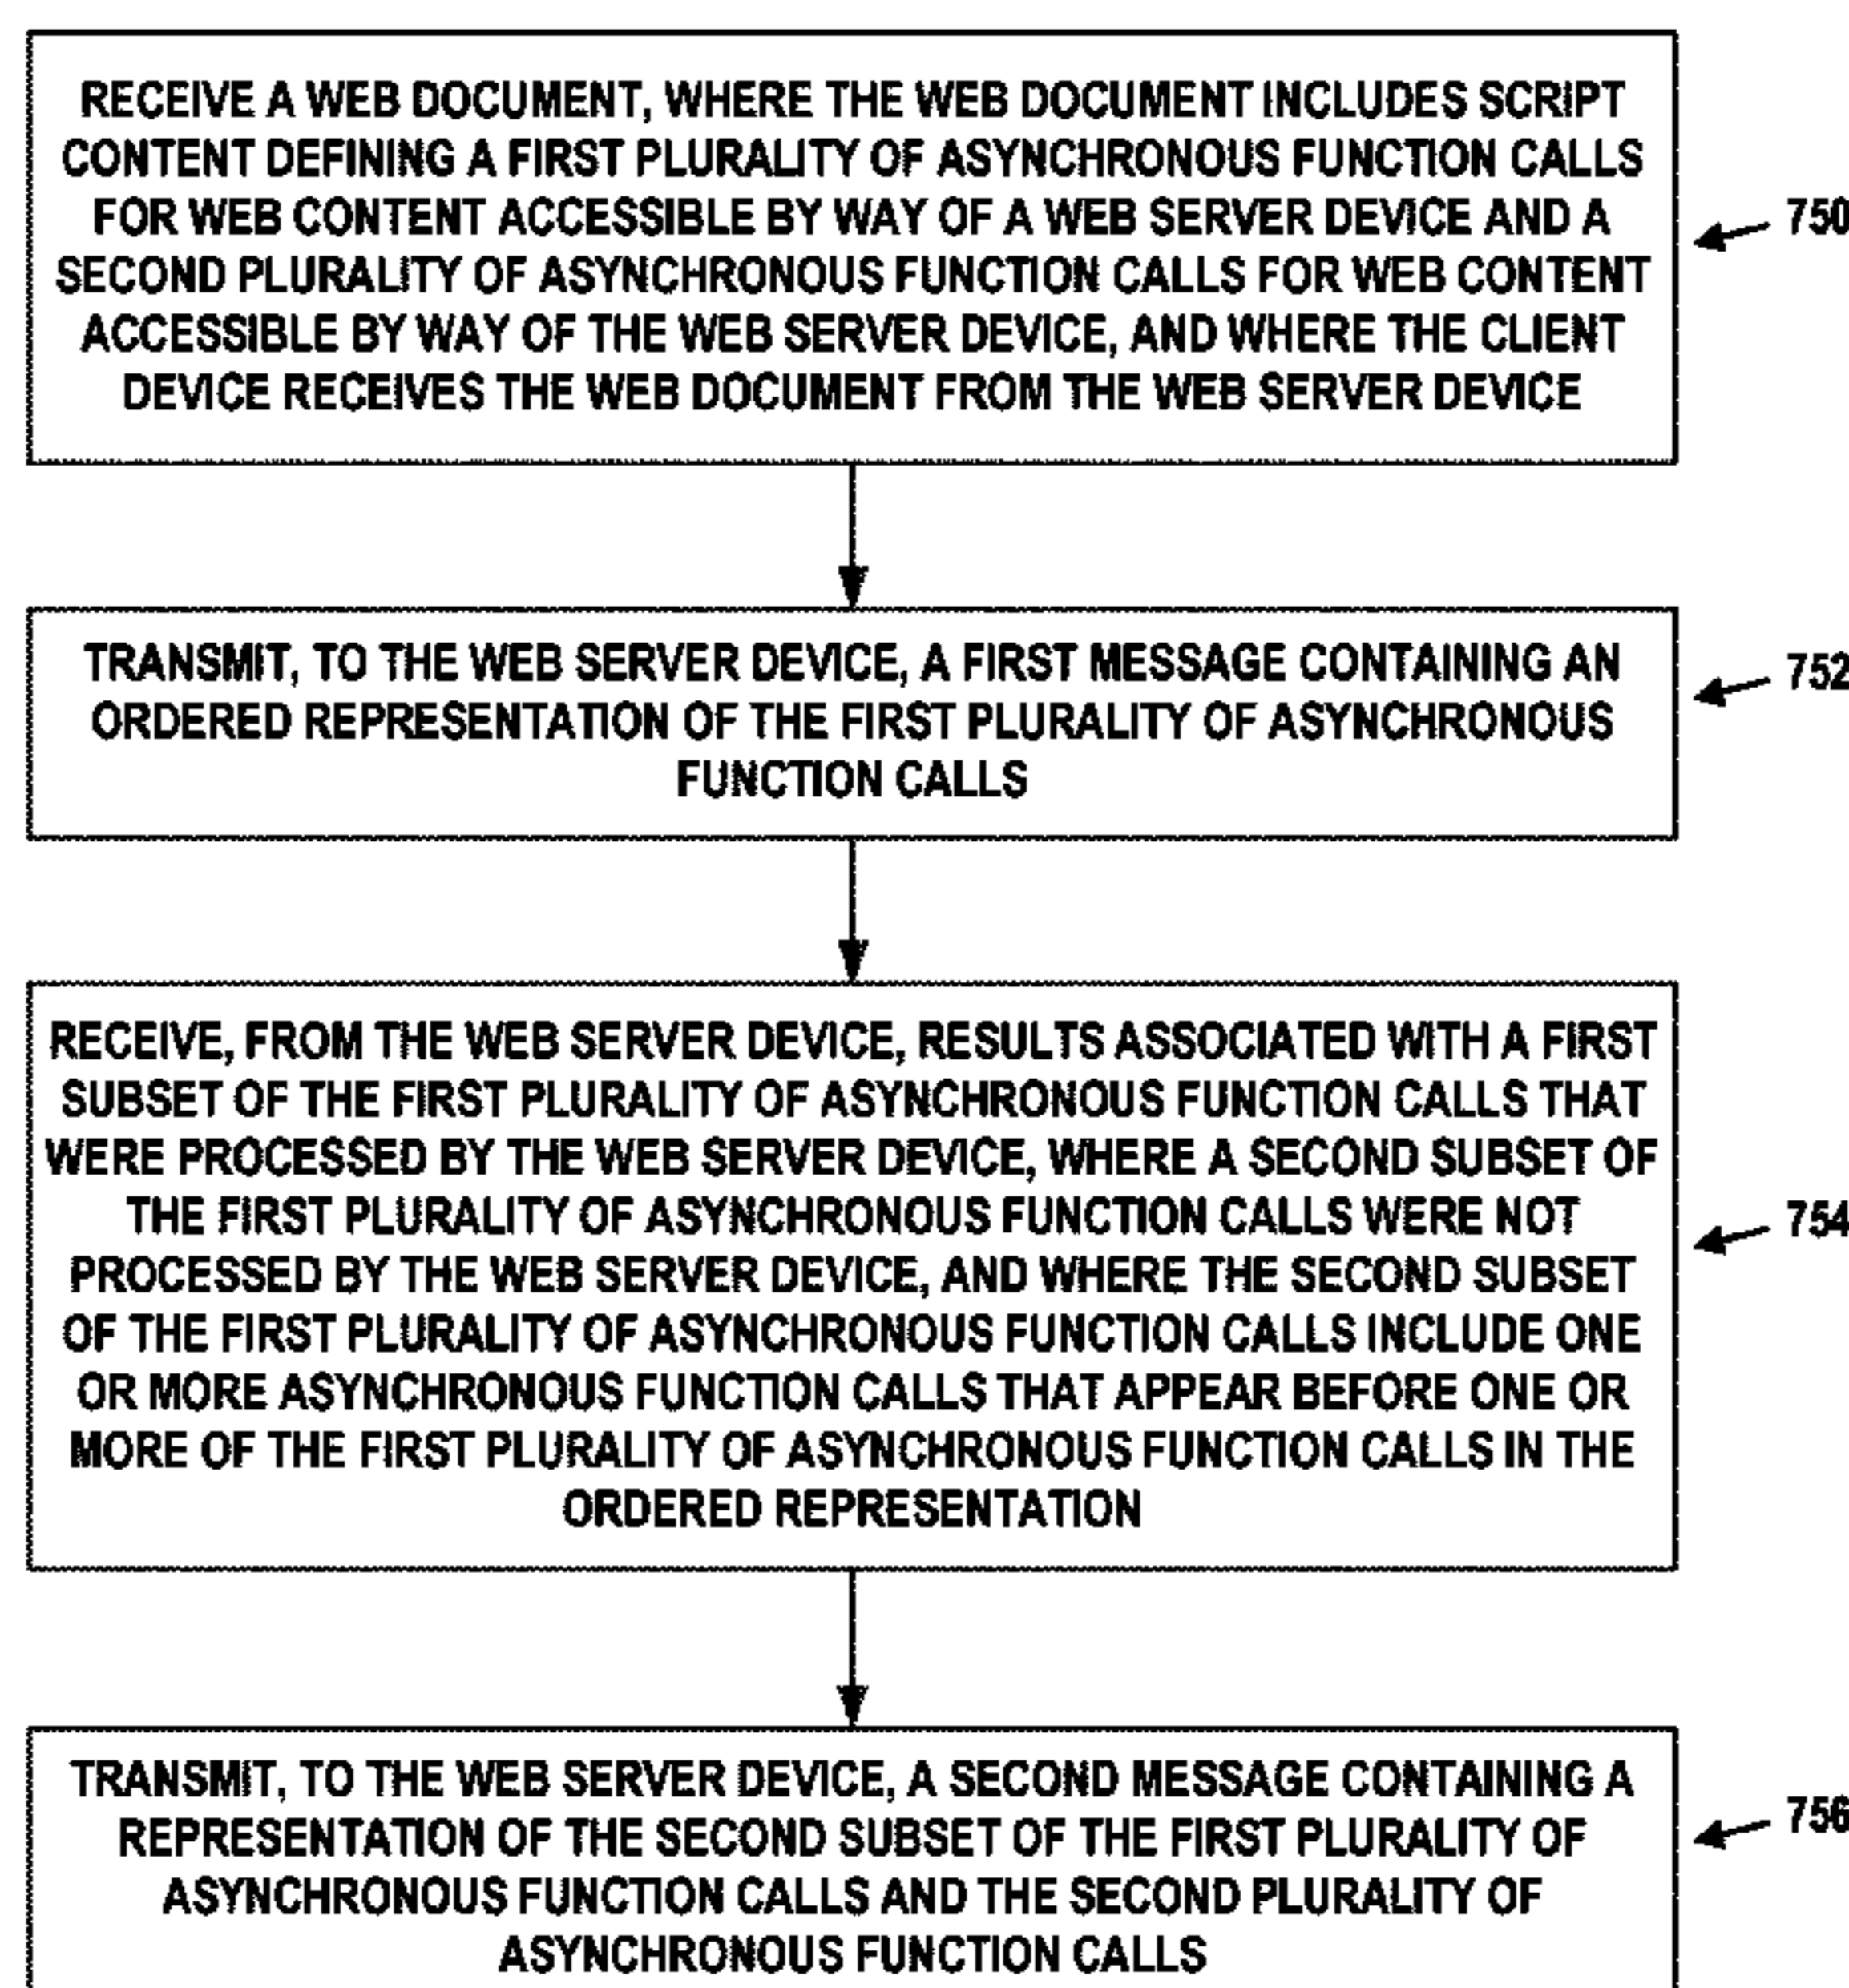 RECEIVE A WEB DOCUMENT, WHERE THE WEB DOCUMENT INCLUDES SCRIPT
CONTENT DEFINING A FIRST PLURALITY OF ASYNCHRONOUS FUNCTION CALLS
FOR WEB CONTENT ACCESSIBLE BY WAY OF A WEB SERVER DEVICE AND A
SECOND PLURALITY OF ASYNCHRONOUS FUNCTION CALLS FOR WEB CONTENT
ACCESSIBLE BY WAY OF THE WEB SERVER DEVICE, AND WHERE THE CLIENT
DEVICE RECEIVES THE WEB DOCUMENT FROM THE WEB SERVER DEVICE
750
TRANSMIT, TO THE WEB SERVER DEVICE, A FIRST MESSAGE CONTAINING AN
ORDERED REPRESENTATION OF THE FIRST PLURALITY OF ASYNCHRONOUS
FUNCTION CALLS
752
RECEIVE, FROM THE WEB SERVER DEVICE, RESULTS ASSOCIATED WITH A FIRST
SUBSET OF THE FIRST PLURALITY OF ASYNCHRONOUS FUNCTION CALLS THAT
WERE PROCESSED BY THE WEB SERVER DEVICE, WHERE A SECOND SUBSET OF
THE FIRST PLURALITY OF ASYNCHRONOUS FUNCTION CALLS WERE NOT
PROCESSED BY THE WEB SERVER DEVICE, AND WHERE THE SECOND SUBSET
OF THE FIRST PLURALITY OF ASYNCHRONOUS FUNCTION CALLS INCLUDE ONE
OR MORE ASYNCHRONOUS FUNCTION CALLS THAT APPEAR BEFORE ONE OR
MORE OF THE FIRST PLURALITY OF ASYNCHRONOUS FUNCTION CALLS IN THE
ORDERED REPRESENTATION
754
TRANSMIT, TO THE WEB SERVER DEVICE, A SECOND MESSAGE CONTAINING A
REPRESENTATION OF THE SECOND SUBSET OF THE FIRST PLURALITY OF
ASYNCHRONOUS FUNCTION CALLS AND THE SECOND PLURALITY OF
ASYNCHRONOUS FUNCTION CALLS
756